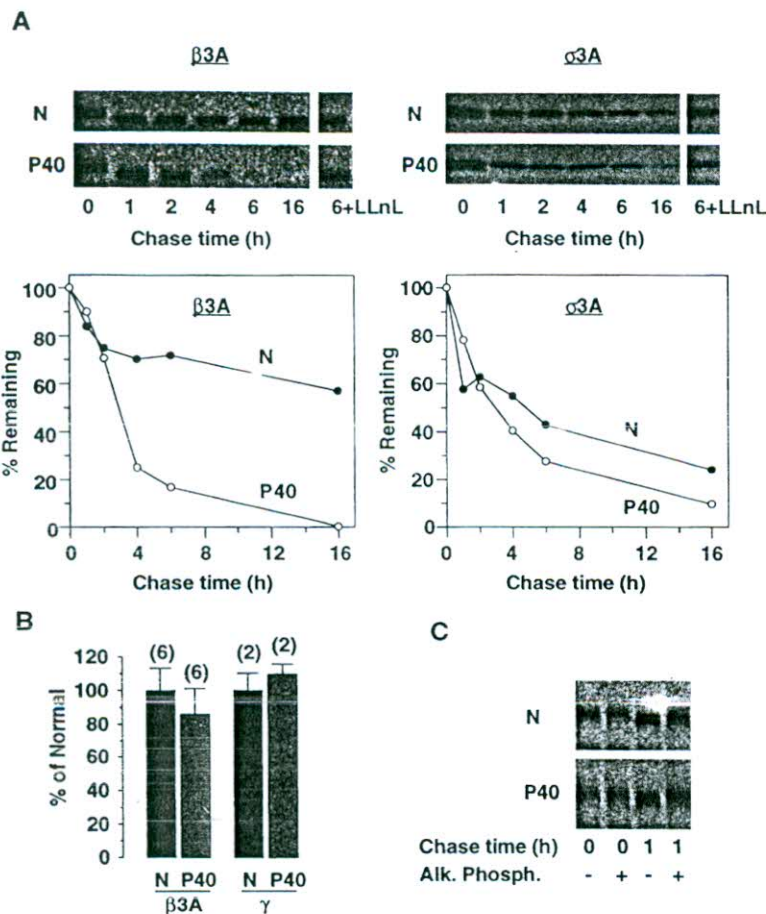 A
β3A σ3A
N N
P40 P40
0 1 2 4 6 16 6+LLnL 0 1 2 4 6 16 6+LLnL
Chase time (h) Chase time (h)
β3A σ3A
% Remaining % Remaining
100 80 60 40 20 0 100 80 60 40 20 0
N N
P40 P40
0 4 8 12 16 0 4 8 12 16
Chase time (h) Chase time (h)
B C
(6) (6) (2) (2)
% of Normal
120 100 80 60 40 20 0
N P40 N P40
β3A γ
N
P40
Chase time (h) 0 0 1 1
Alk. Phosph. - + - +